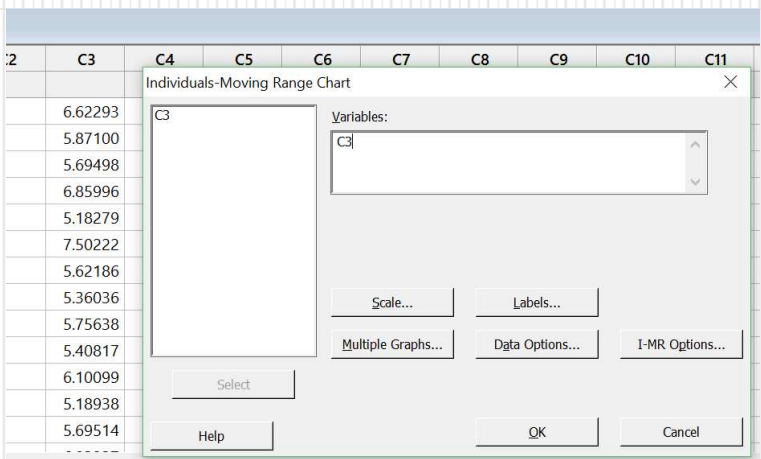 :2 C3 C4 C5 C6 C7 C8 C9 C10 C11
Individuals-Moving Range Chart
6.62293
5.87100
5.69498
6.85996
5.18279
7.50222
5.62186
5.36036
5.75638
5.40817
6.10099
5.18938
5.69514
C3
Variables:
C3
Scale...
Labels...
Multiple Graphs...
Data Options...
I-MR Options...
Select
Help
OK
Cancel